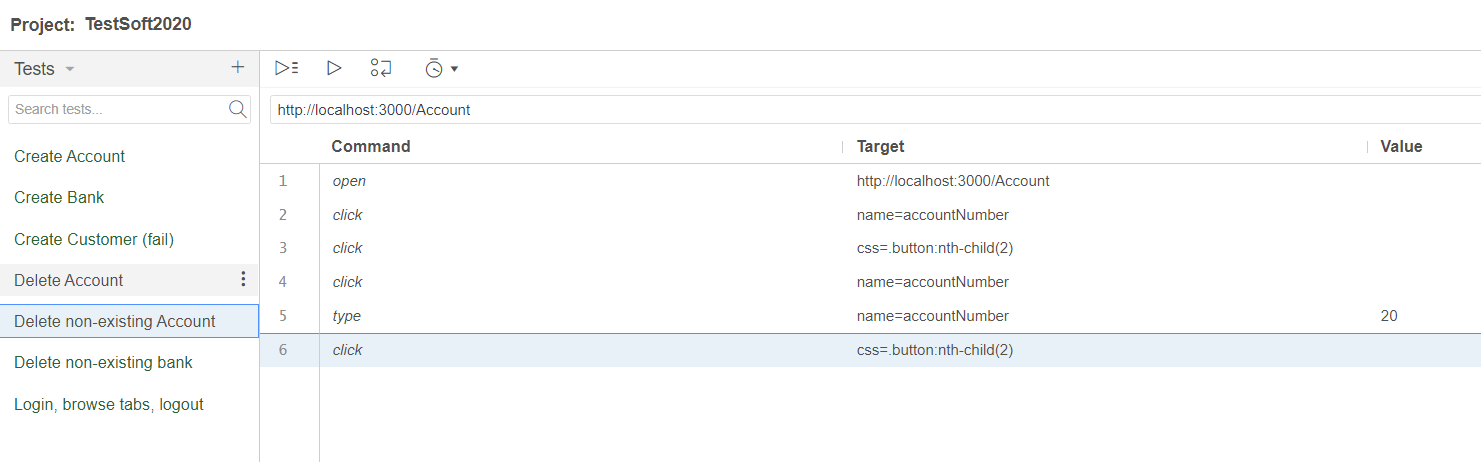 Project: TestSoft2020
Tests
Search tests...
Create Account
Create Bank
Create Customer (fail)
Delete Account
Delete non-existing Account
Delete non-existing bank
Login, browse tabs, logout
http://localhost:3000/Account
Command Target Value
1 open http://localhost:3000/Account
2 click name=accountNumber
3 click css=.button:nth-child(2)
4 click name=accountNumber
5 type name=accountNumber 20
6 click css=.button:nth-child(2)